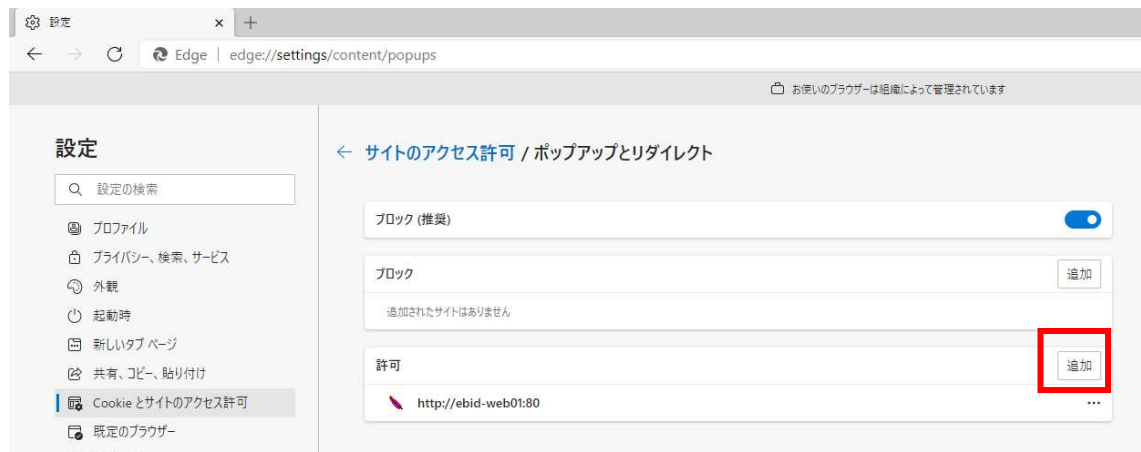 設定
Edge | edge://settings/content/popups
お使いのブラウザーは組織によって管理されています
設定
設定の検索
プロファイル
プライバシー、検索、サービス
外観
起動時
新しいタブ ページ
共有、コピー、貼り付け
Cookie とサイトのアクセス許可
既定のブラウザー
サイトのアクセス許可 / ポップアップとリダイレクト
ブロック (推奨)
ブロック
追加
追加されたサイトはありません
許可
追加
http://ebid-web01:80